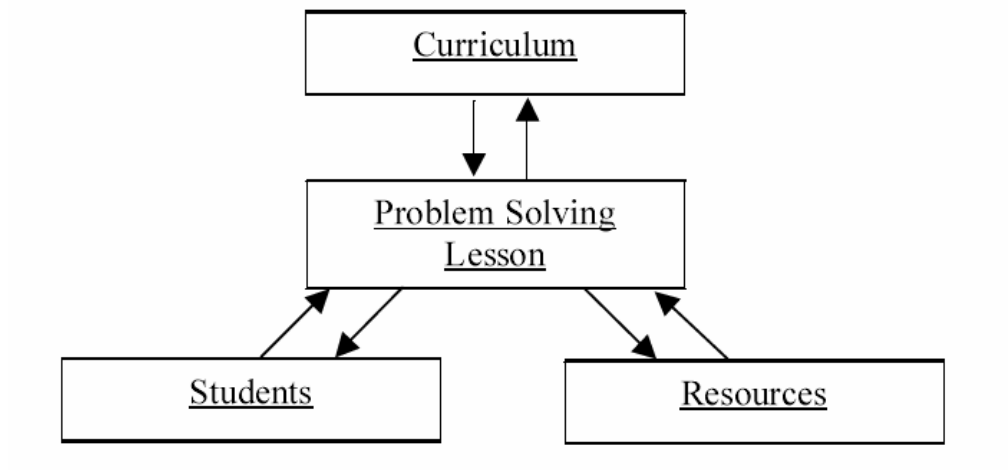 Curriculum
Problem Solving
Lesson
Students
Resources